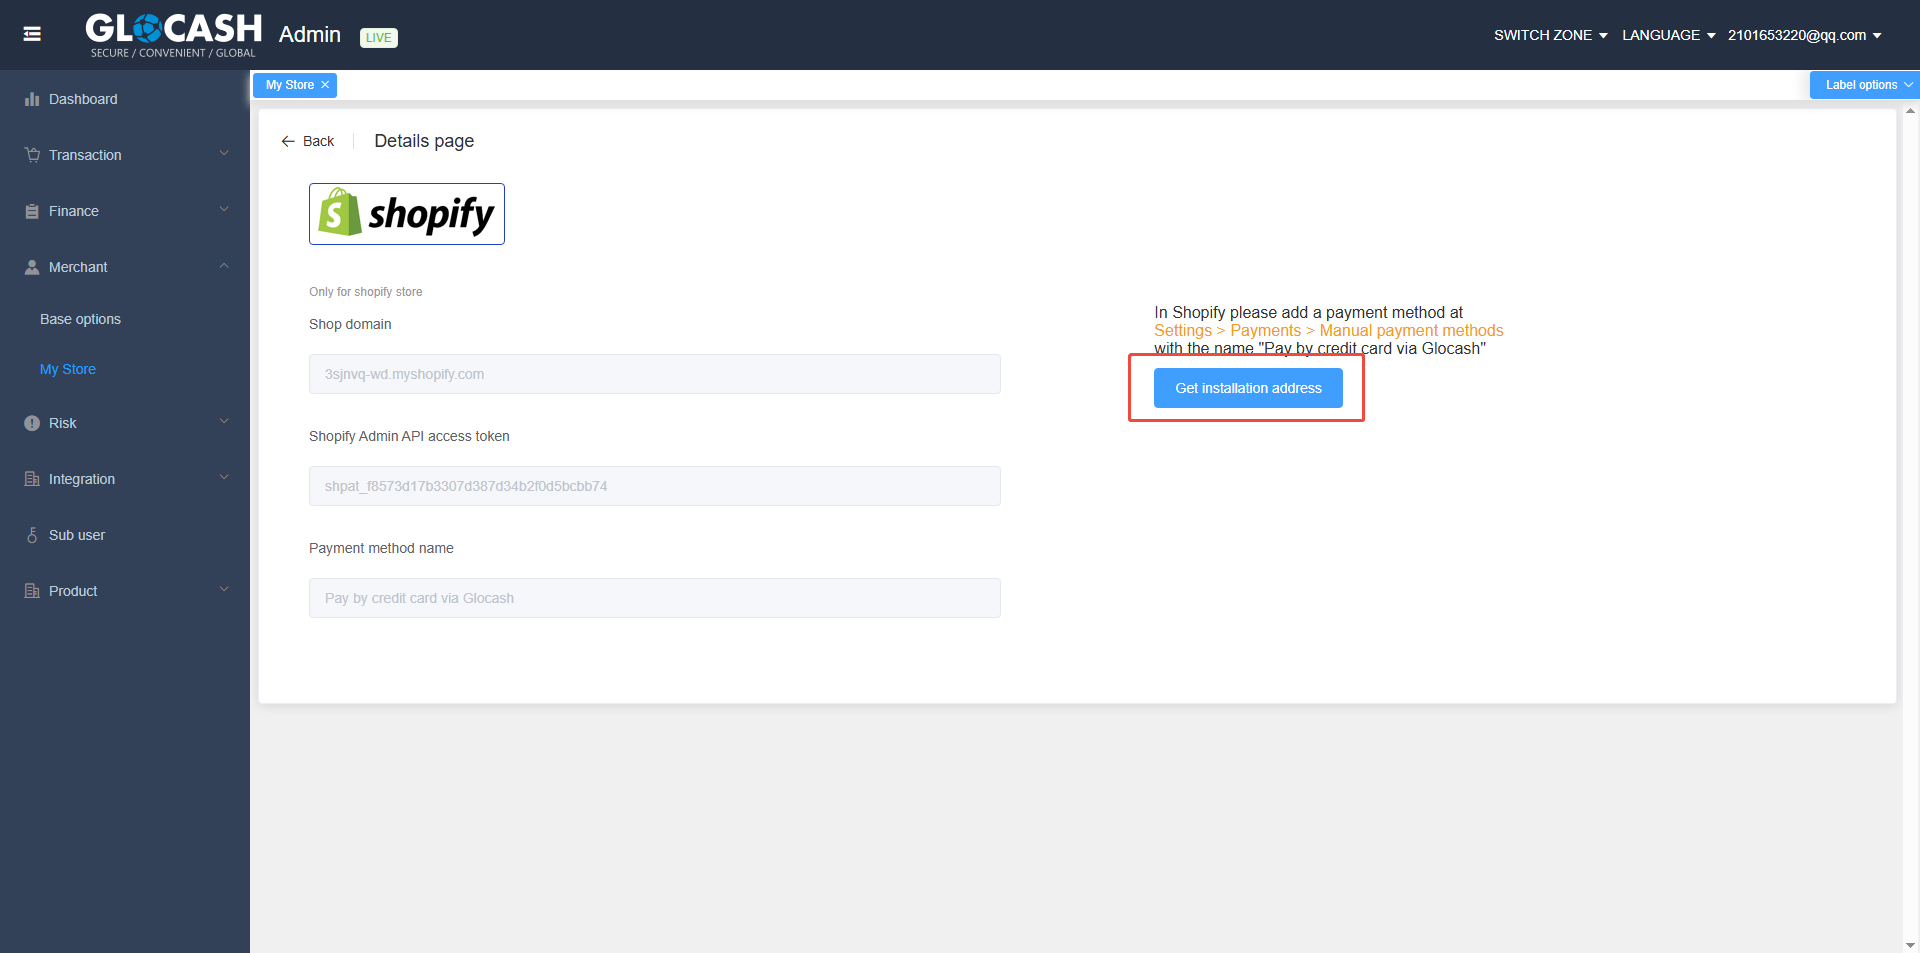 GLOCASH
SECURE / CONVENIENT / GLOBAL
Admin
LIVE
SWITCH ZONE
LANGUAGE
2101653220@qq.com
Dashboard
Transaction
Finance
Merchant
Base options
My Store
Risk
Integration
Sub user
Product
My Store ×
Label options
← Back
Details page
shopify
Only for shopify store
Shop domain
3sjnvq-wd.myshopify.com
Shopify Admin API access token
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
Payment method name
Pay by credit card via Glocash
In Shopify please add a payment method at
Settings > Payments > Manual payment methods
with the name "Pay by credit card via Glocash"
Get installation address